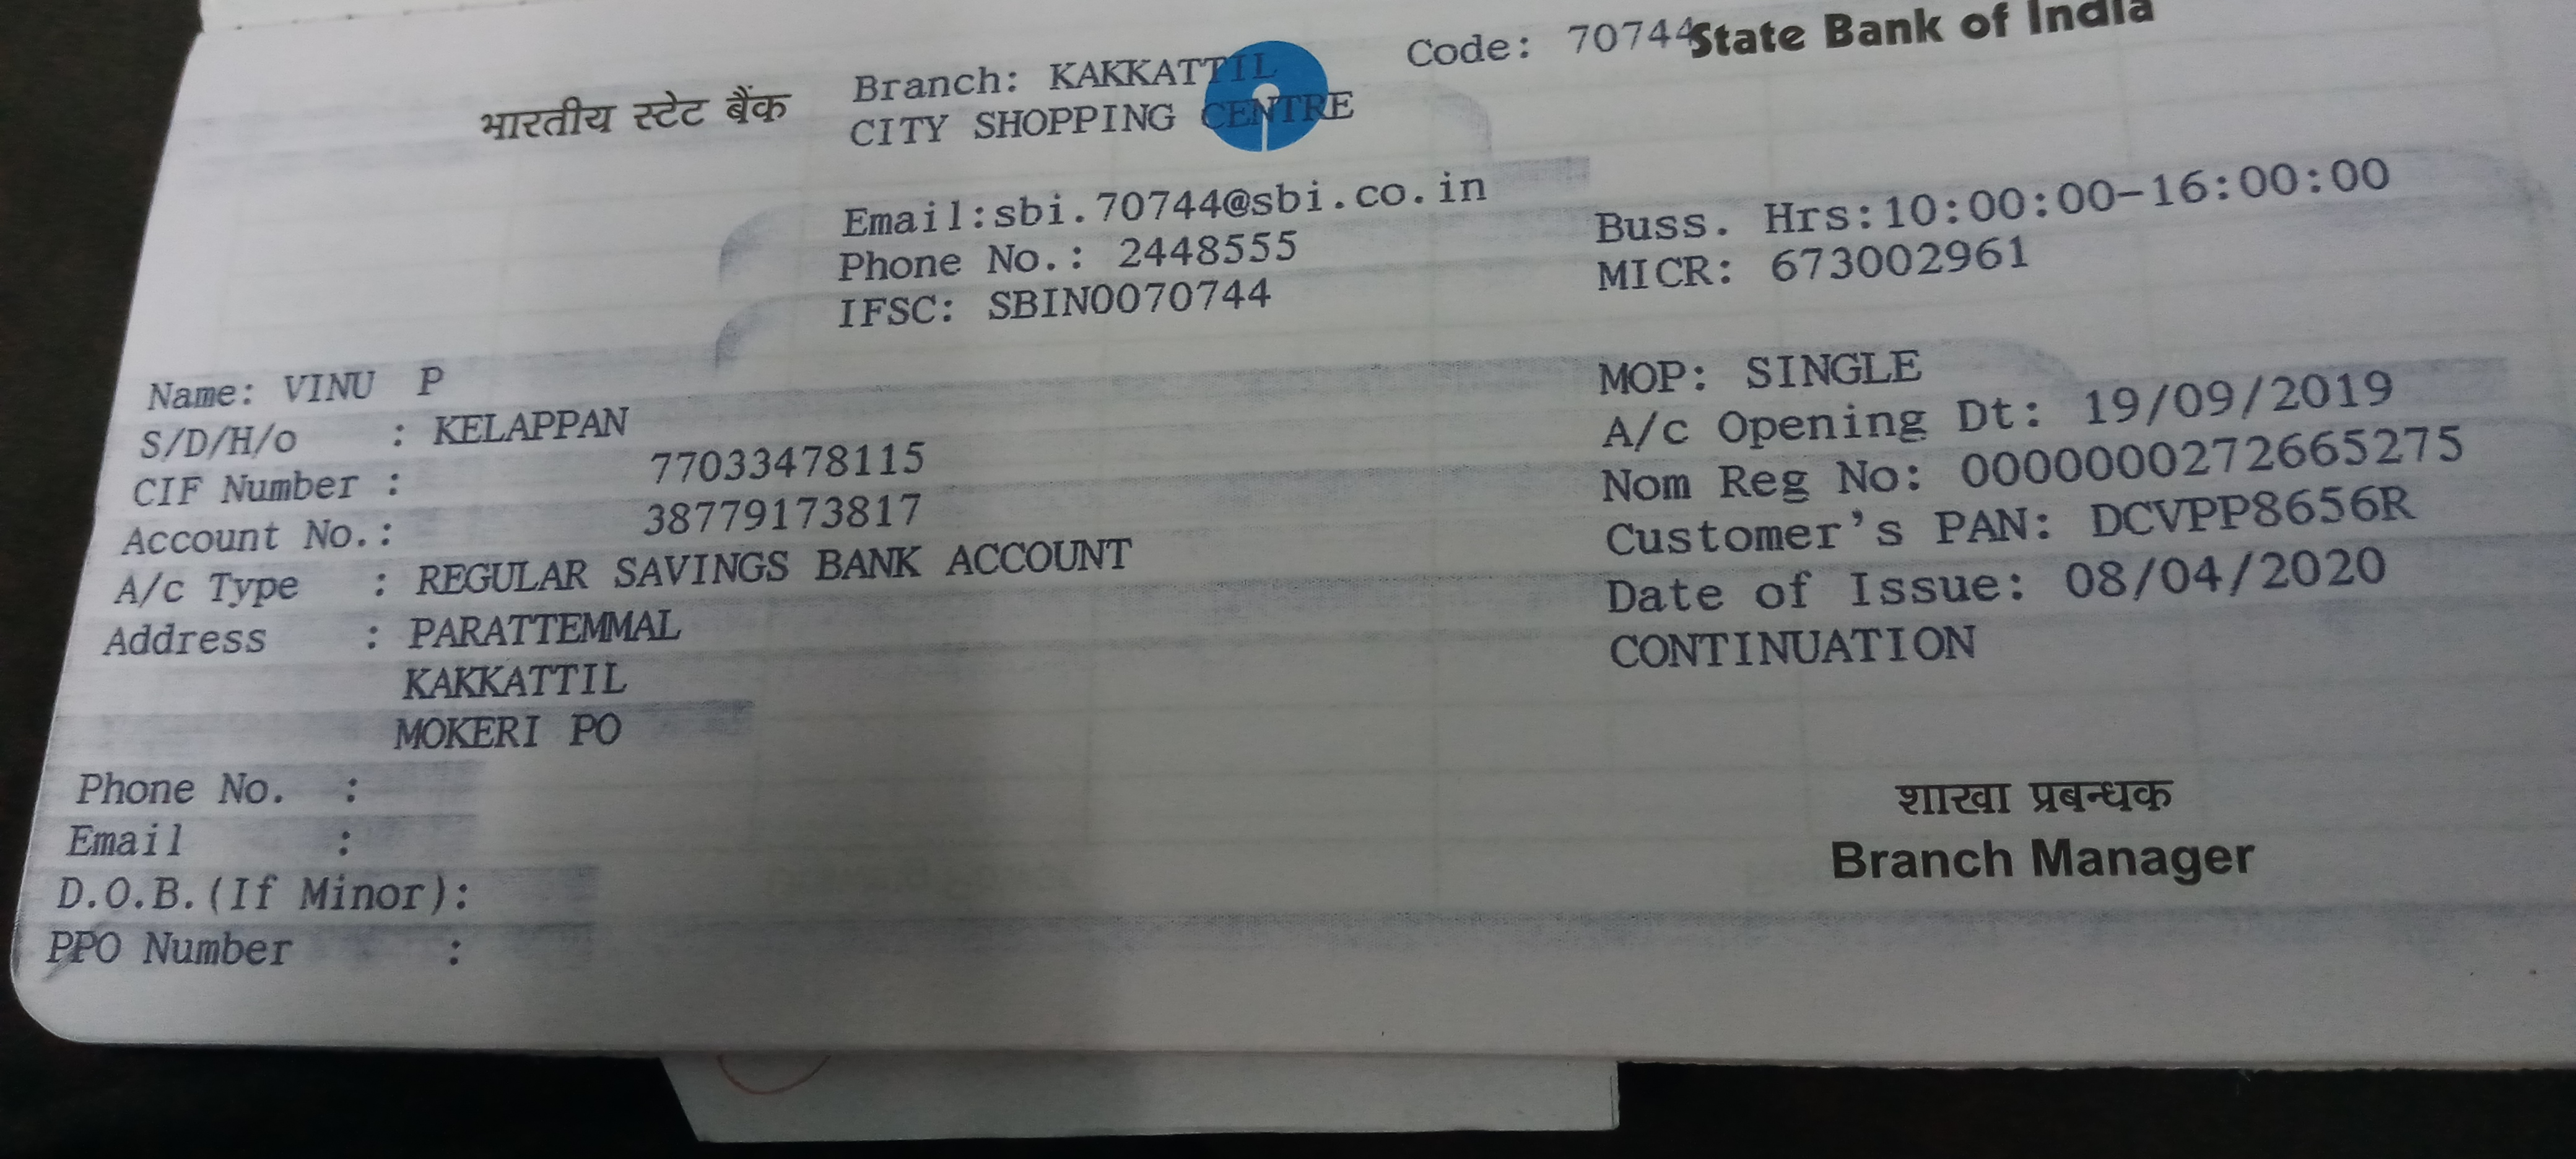 भारतीय स्टेट बैंक
Branch: KAKKATTIL Code: 70744 State Bank of India
CITY SHOPPING CENTRE
Email:sbi.70744@sbi.co.in
Phone No.: 2448555 Buss. Hrs:10:00:00-16:00:00
IFSC: SBIN0070744 MICR: 673002961
Name: VINU P MOP: SINGLE
S/D/H/o : KELAPPAN A/c Opening Dt: 19/09/2019
CIF Number : 77033478115 Nom Reg No: 0000000272665275
Account No.: 38779173817 Customer's PAN: DCVPP8656R
A/c Type : REGULAR SAVINGS BANK ACCOUNT Date of Issue: 08/04/2020
Address : PARATTEMMAL CONTINUATION
KAKKATTIL
MOKERI PO
Phone No. :
Email :
D.O.B.(If Minor):
PPO Number :
शाखा प्रबन्धक
Branch Manager